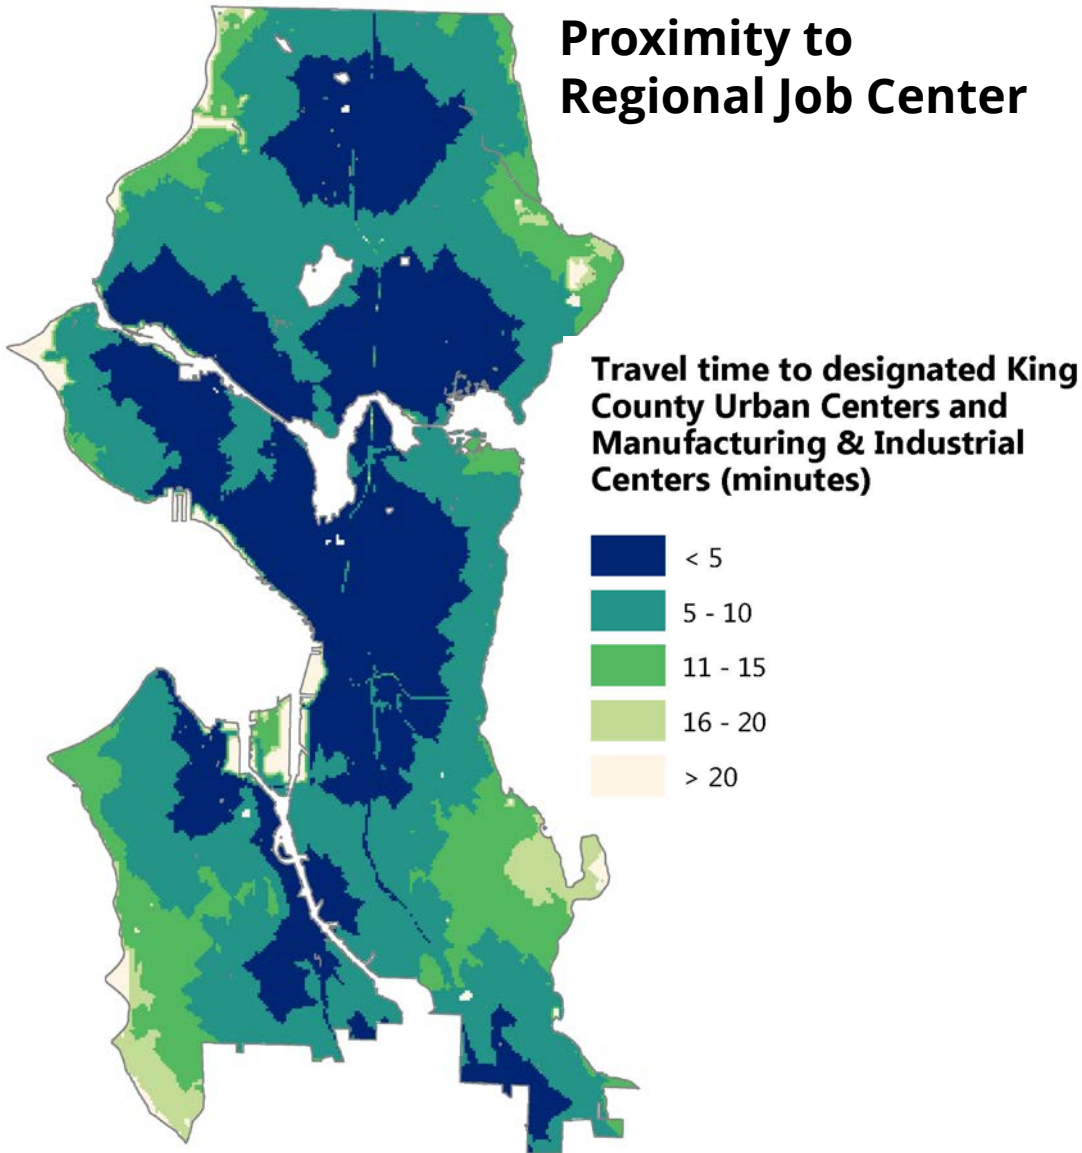 Proximity to
Regional Job Center
Travel time to designated King
County Urban Centers and
Manufacturing & Industrial
Centers (minutes)
< 5
5 - 10
11 - 15
16 - 20
> 20